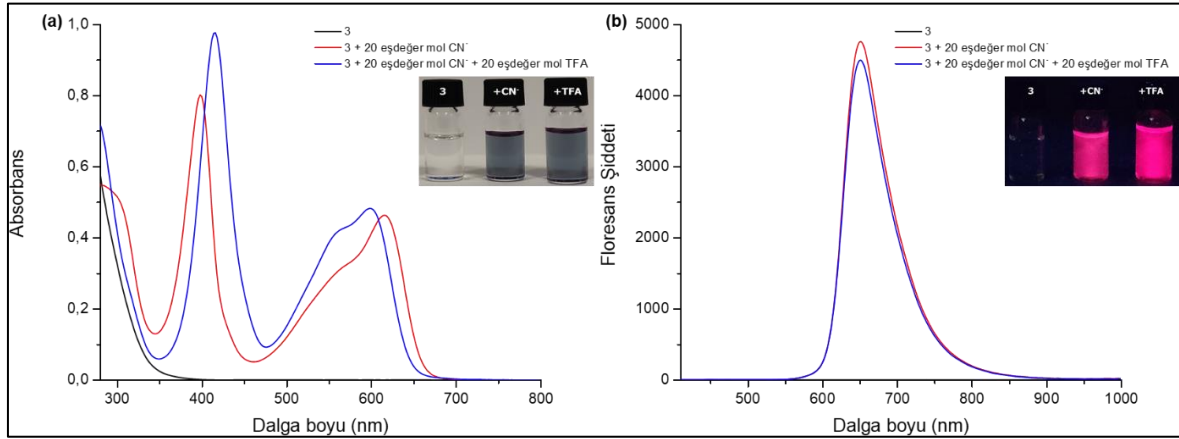 (a)
1,0
0,8
0,6
0,4
0,2
0,0
Absorbans
300 400 500 600 700 800
Dalga boyu (nm)
3
3 + 20 eşdeğer mol CN⁻
3 + 20 eşdeğer mol CN⁻ + 20 eşdeğer mol TFA
3 +CN⁻ +TFA
(b)
5000
4000
3000
2000
1000
0
Floresans Şiddeti
500 600 700 800 900 1000
Dalga boyu (nm)
3
3 + 20 eşdeğer mol CN⁻
3 + 20 eşdeğer mol CN⁻ + 20 eşdeğer mol TFA
3 +CN⁻ +TFA